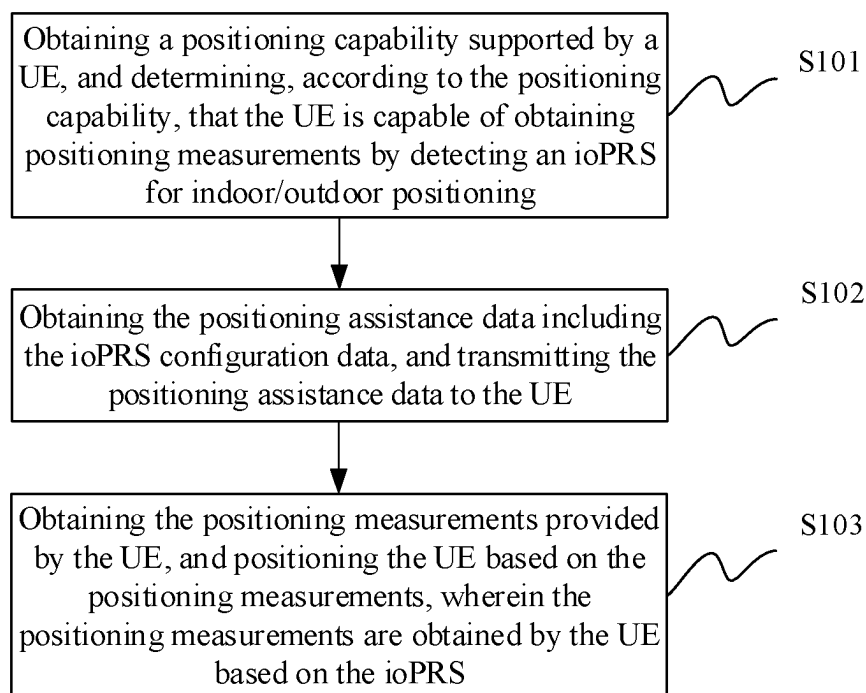 Obtaining a positioning capability supported by a
UE, and determining, according to the positioning
capability, that the UE is capable of obtaining
positioning measurements by detecting an ioPRS
for indoor/outdoor positioning
S101
Obtaining the positioning assistance data including
the ioPRS configuration data, and transmitting the
positioning assistance data to the UE
S102
Obtaining the positioning measurements provided
by the UE, and positioning the UE based on the
positioning measurements, wherein the
positioning measurements are obtained by the UE
based on the ioPRS
S103